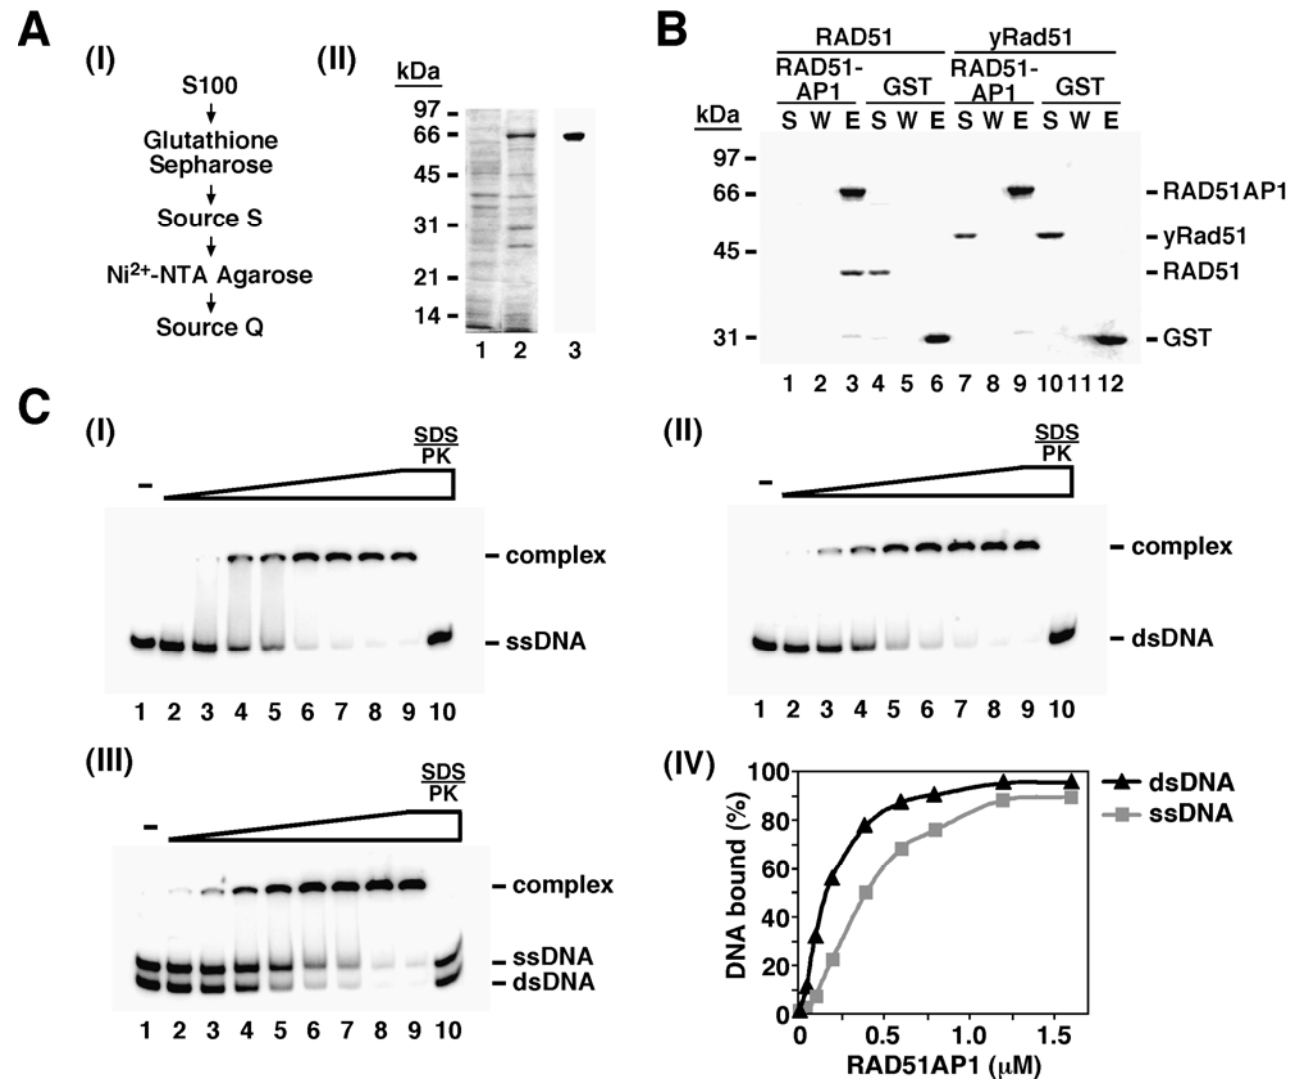 A
(I)
S100
Glutathione
Sepharose
Source S
Ni2+-NTA Agarose
Source Q
(II)
kDa
97
66
45
31
21
14
1 2 3
B
RAD51 yRad51
RAD51-AP1 GST RAD51-AP1 GST
kDa S W E S W E S W E S W E
97
66
45
31
RAD51AP1
yRad51
RAD51
GST
1 2 3 4 5 6 7 8 9 10 11 12
C
(I)
SDS
PK
–
complex
ssDNA
1 2 3 4 5 6 7 8 9 10
(II)
SDS
PK
–
complex
dsDNA
1 2 3 4 5 6 7 8 9 10
(III)
SDS
PK
–
complex
ssDNA
dsDNA
1 2 3 4 5 6 7 8 9 10
(IV)
DNA bound (%)
100
80
60
40
20
0
0 0.5 1.0 1.5
RAD51AP1 (μM)
dsDNA
ssDNA